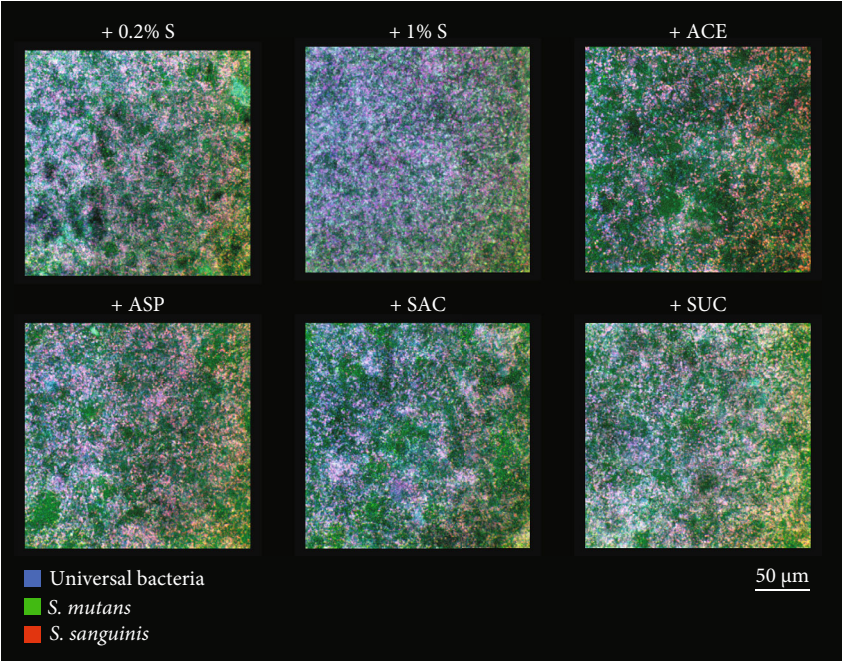 + 0.2% S
+ 1% S
+ ACE
+ ASP
+ SAC
+ SUC
Universal bacteria
S. mutans
S. sanguinis
50 μm